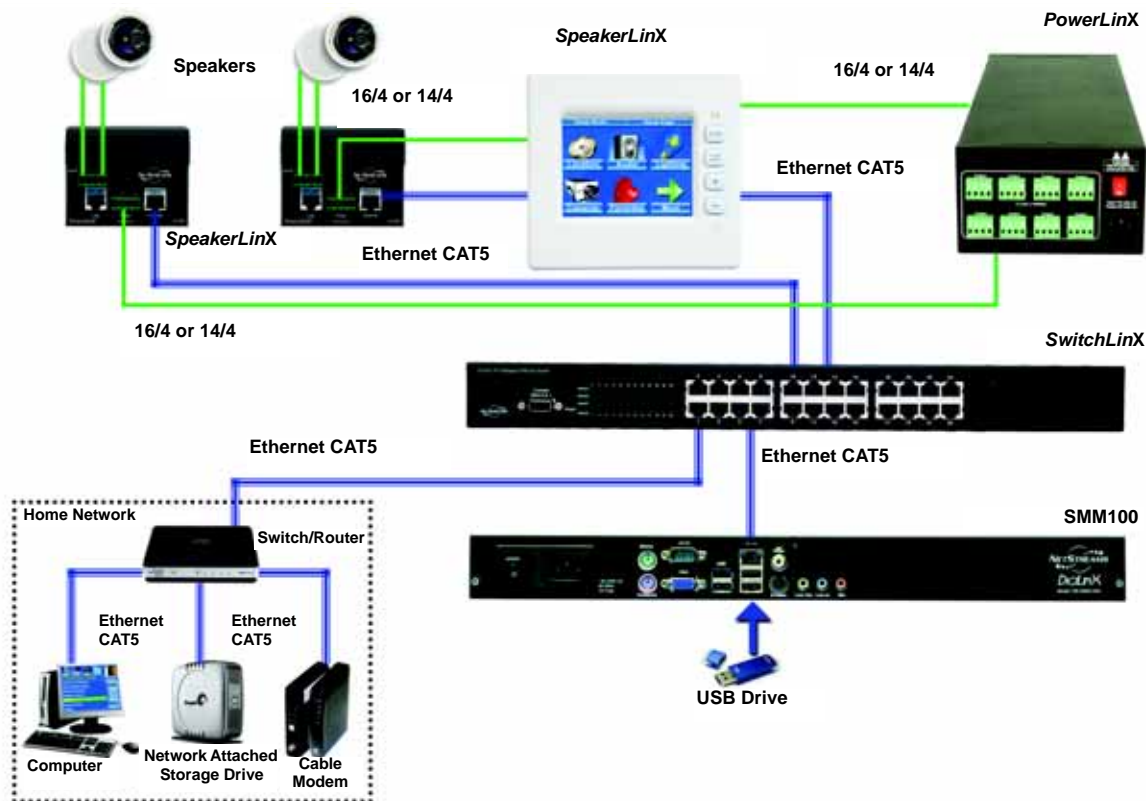 SpeakerLinX
PowerLinX
Speakers
16/4 or 14/4
16/4 or 14/4
Ethernet CAT5
SpeakerLinX
Ethernet CAT5
16/4 or 14/4
SwitchLinX
Ethernet CAT5
Ethernet CAT5
Home Network
Switch/Router
SMM100
NETSTREAMS
DigiLinX
Ethernet
CAT5
Ethernet
CAT5
USB Drive
Computer
Network Attached
Storage Drive
Cable
Modem